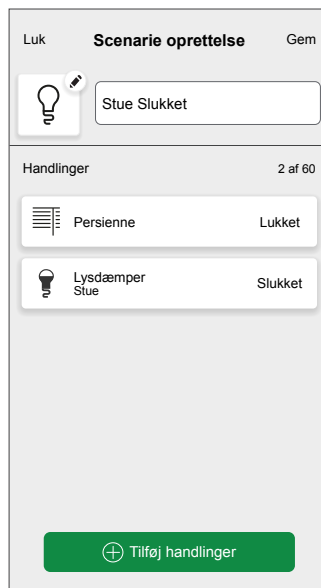 Luk Scenarie oprettelse Gem
Stue Slukket
Handlinger 2 af 60
Persienne Lukket
Lysdæmper Slukket
Stue
Tilføj handlinger